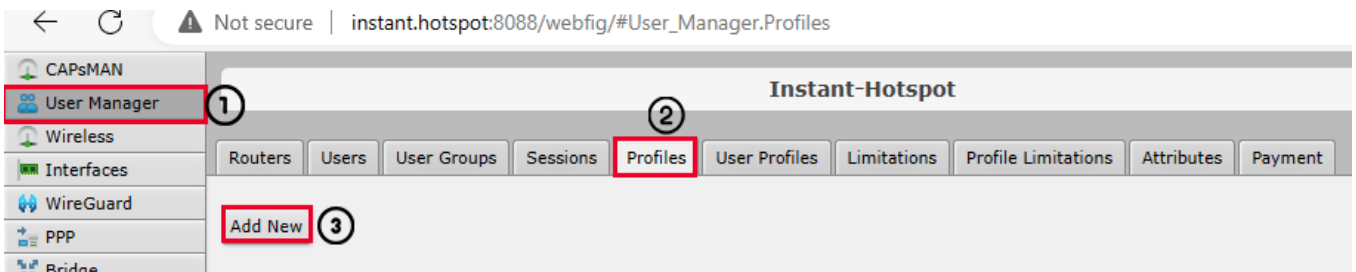 Not secure | instant.hotspot:8088/webfig/#User_Manager.Profiles
CAPsMAN
User Manager
1
Wireless
Interfaces
WireGuard
PPP
Bridge
Instant-Hotspot
2
Routers Users User Groups Sessions Profiles User Profiles Limitations Profile Limitations Attributes Payment
Add New 3